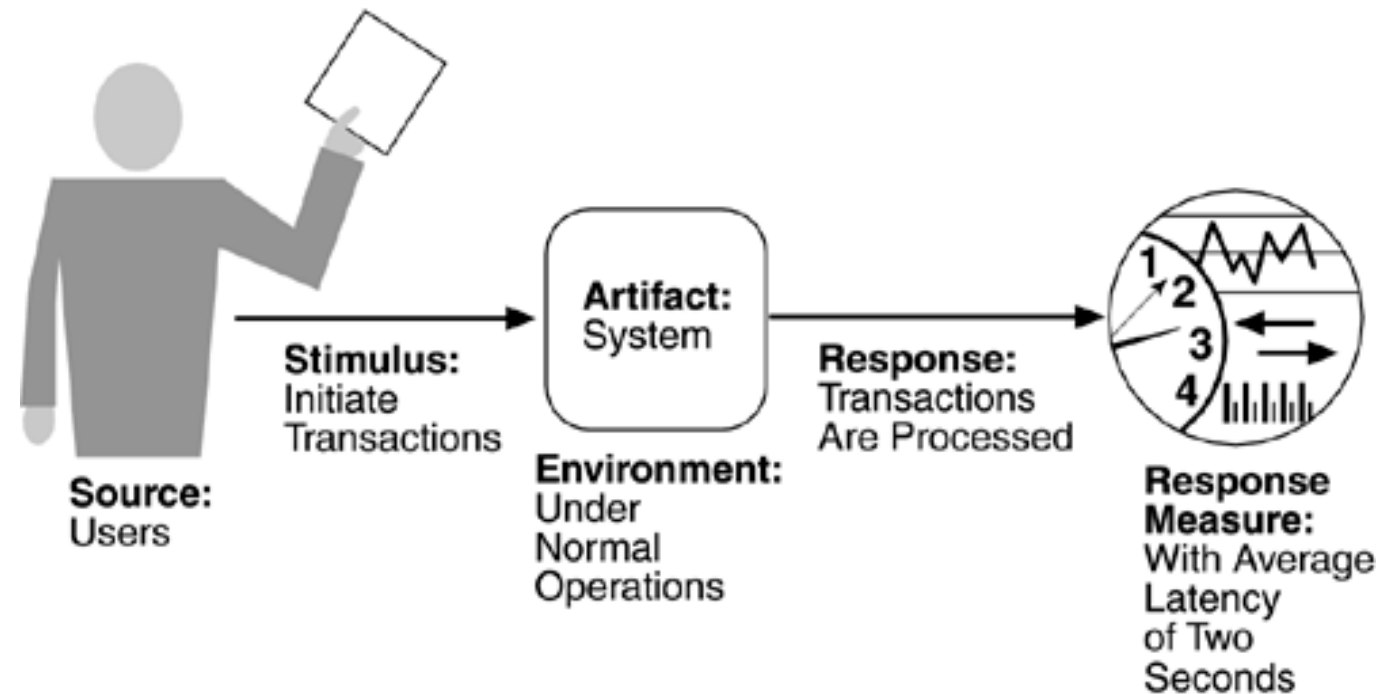 Source:
Users
Stimulus:
Initiate
Transactions
Artifact:
System
Environment:
Under
Normal
Operations
Response:
Transactions
Are Processed
1
2
3
4
Response
Measure:
With Average
Latency
of Two
Seconds